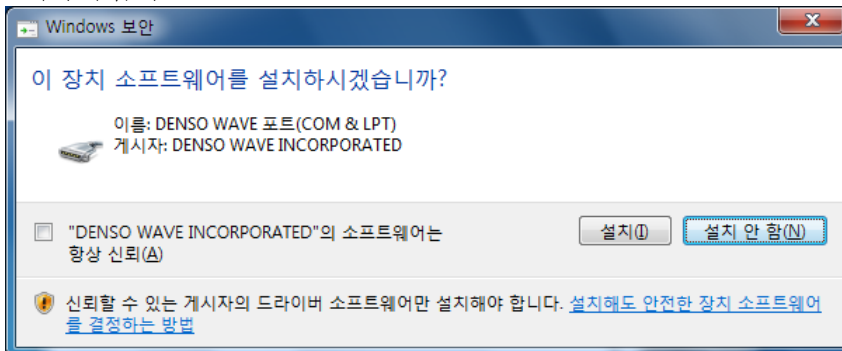 Windows 보안
이 장치 소프트웨어를 설치하시겠습니까?
이름: DENSO WAVE 포트(COM & LPT)
게시자: DENSO WAVE INCORPORATED
"DENSO WAVE INCORPORATED"의 소프트웨어는
항상 신뢰(A)
설치(I)
설치 안 함(N)
신뢰할 수 있는 게시자의 드라이버 소프트웨어만 설치해야 합니다. 설치해도 안전한 장치 소프트웨어
를 결정하는 방법